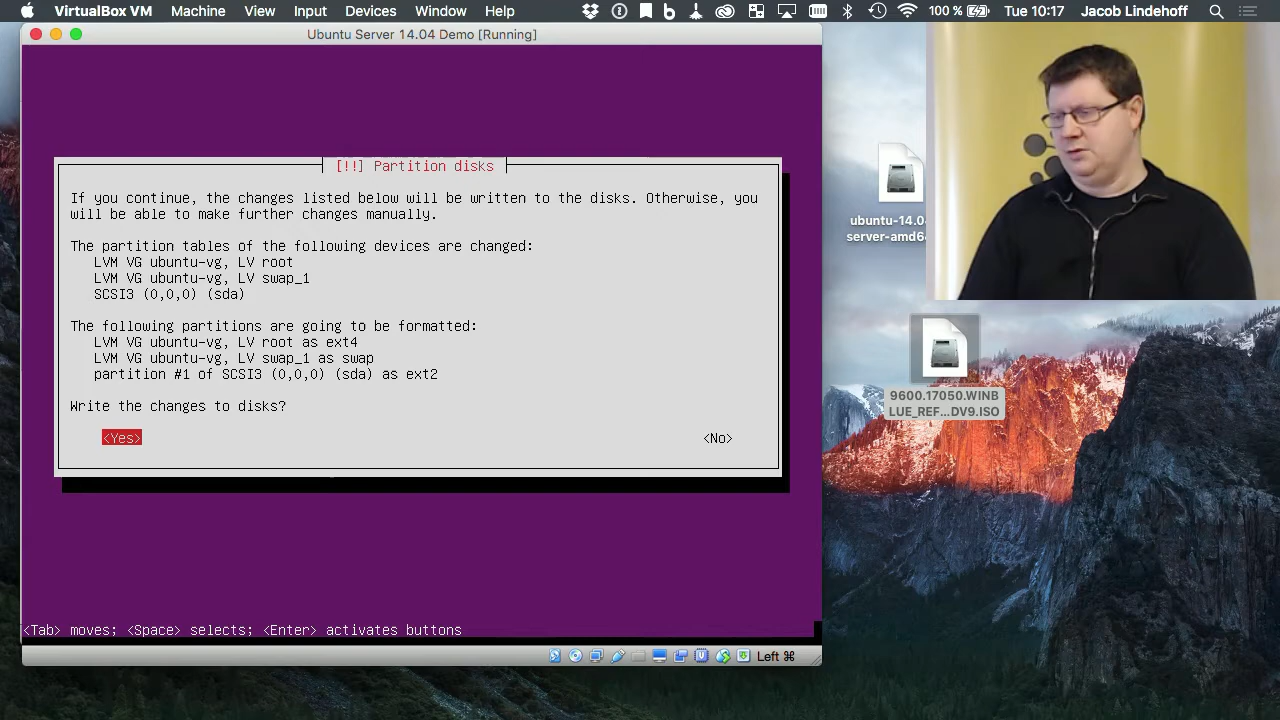 VirtualBox VM Machine View Input Devices Window Help 100 % Tue 10:17 Jacob Lindehoff
Ubuntu Server 14.04 Demo [Running]
[!!] Partition disks
If you continue, the changes listed below will be written to the disks. Otherwise, you
will be able to make further changes manually.
The partition tables of the following devices are changed:
LVM VG ubuntu-vg, LV root
LVM VG ubuntu-vg, LV swap_1
SCSI3 (0,0,0) (sda)
The following partitions are going to be formatted:
LVM VG ubuntu-vg, LV root as ext4
LVM VG ubuntu-vg, LV swap_1 as swap
partition #1 of SCSI3 (0,0,0) (sda) as ext2
Write the changes to disks?
<Yes> <No>
<Tab> moves; <Space> selects; <Enter> activates buttons
Left ⌘
ubuntu-14.0
server-amd6
9600.17050.WINB
LUE_REF...DV9.ISO